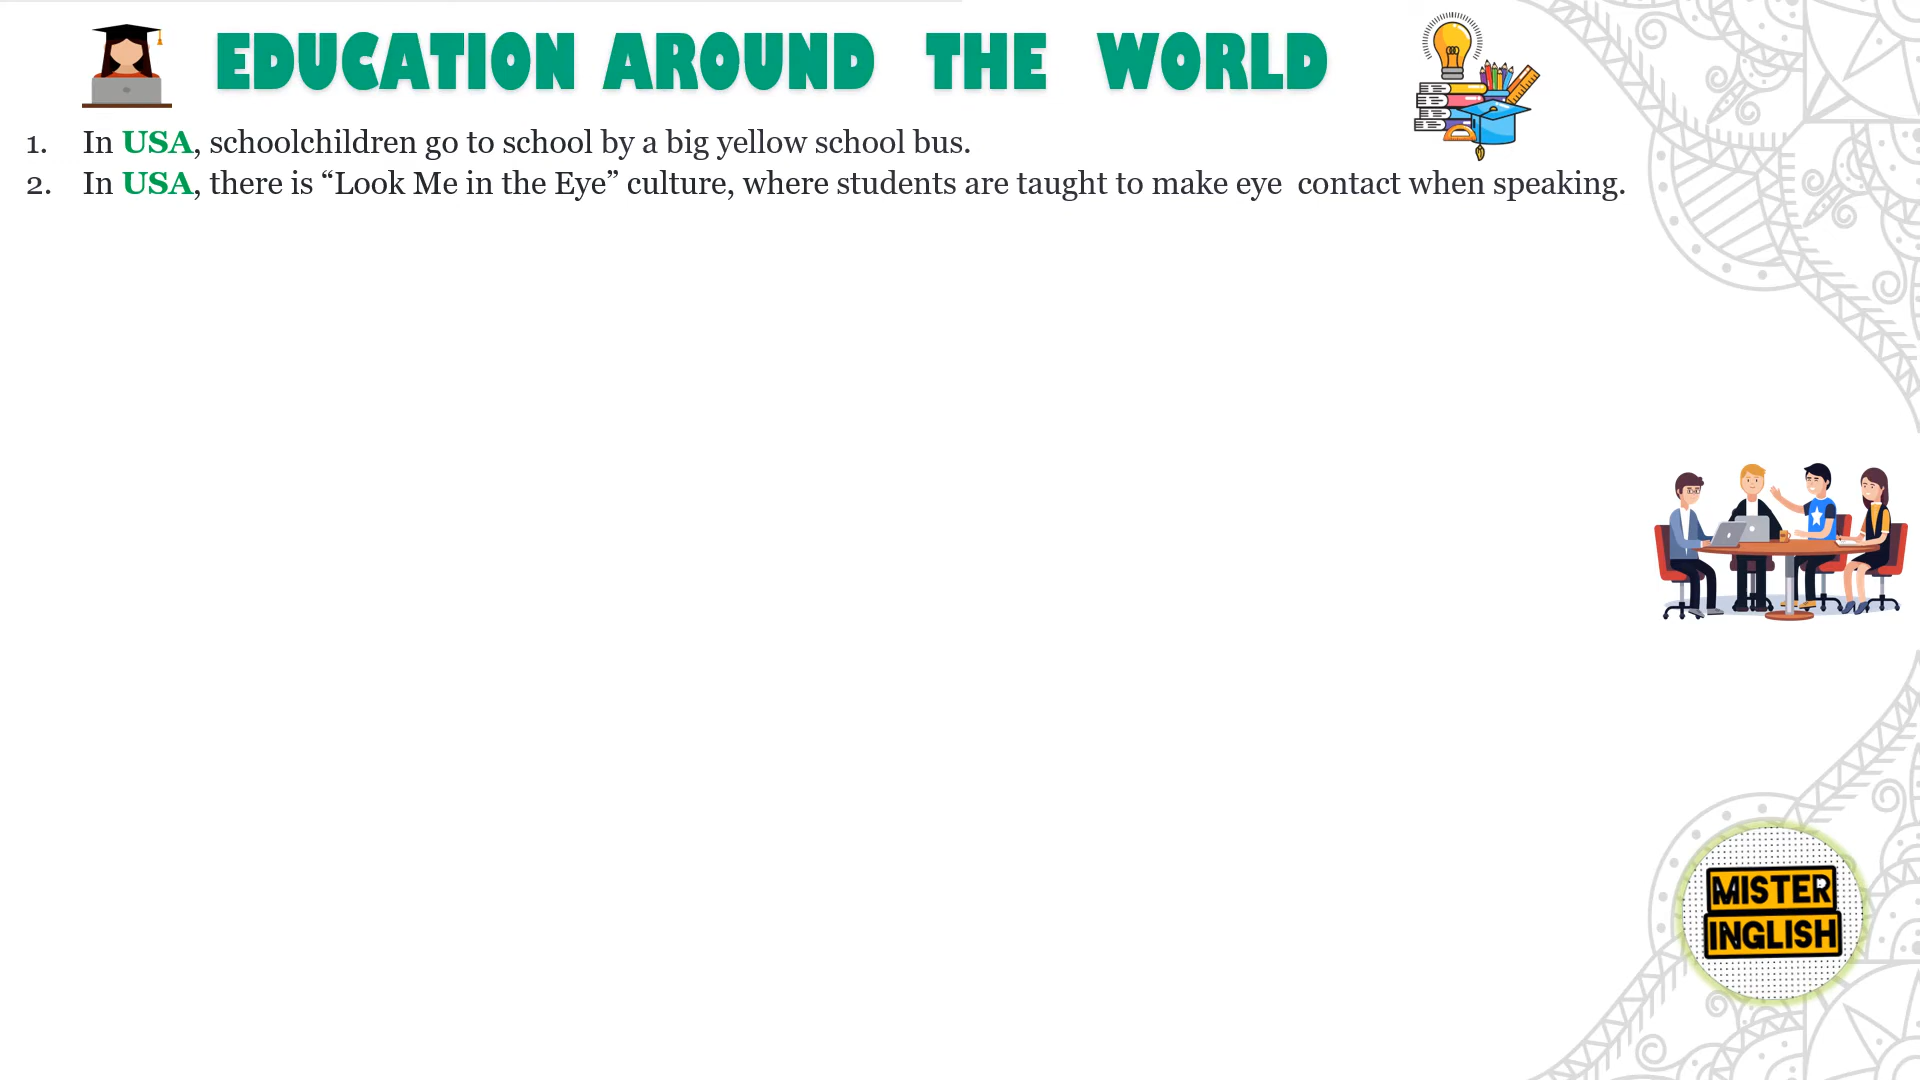 EDUCATION AROUND THE WORLD
1. In USA, schoolchildren go to school by a big yellow school bus.
2. In USA, there is “Look Me in the Eye” culture, where students are taught to make eye contact when speaking.
MISTER
INGLISH